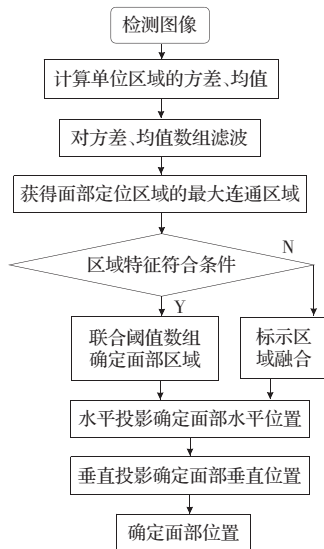 检测图像
计算单位区域的方差、均值
对方差、均值数组滤波
获得面部定位区域的最大连通区域
区域特征符合条件
N
Y
联合阈值数组
确定面部区域
标示区
域融合
水平投影确定面部水平位置
垂直投影确定面部垂直位置
确定面部位置